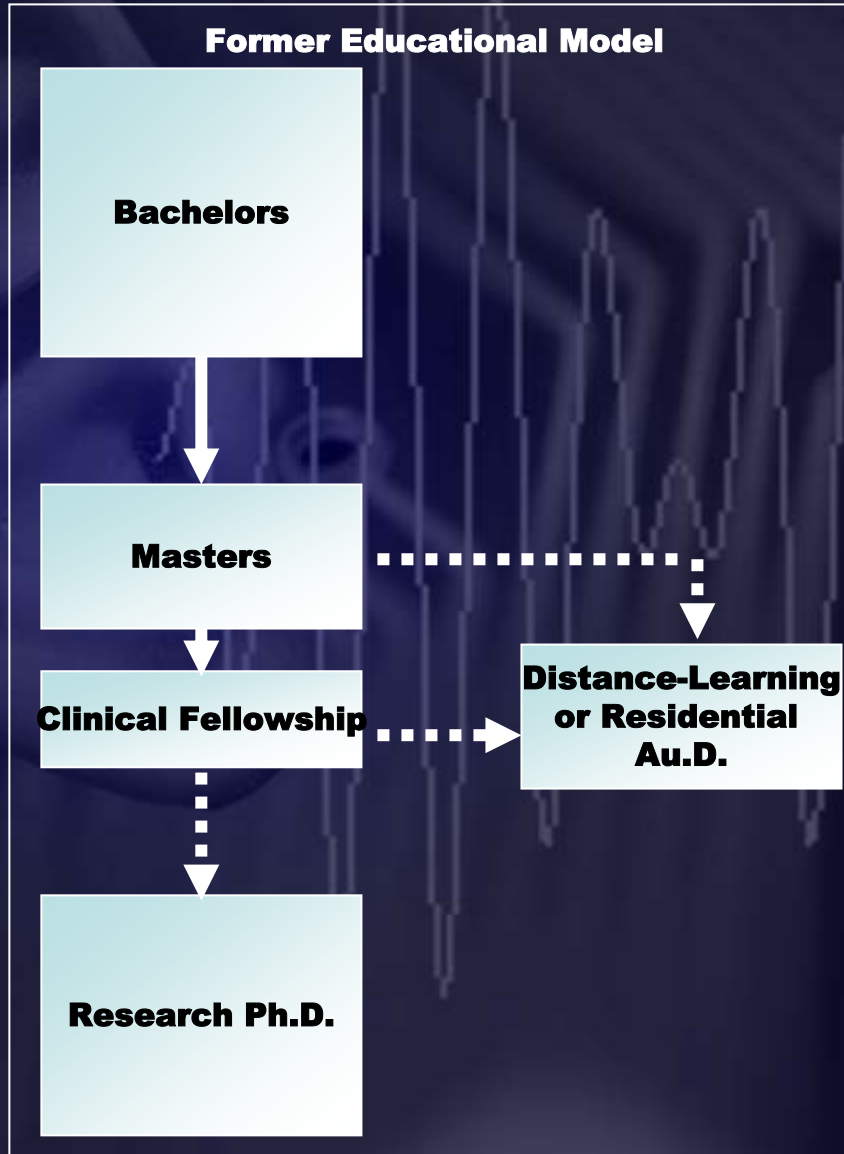 Former Educational Model
Bachelors
Masters
Clinical Fellowship
Distance-Learning
or Residential
Au.D.
Research Ph.D.